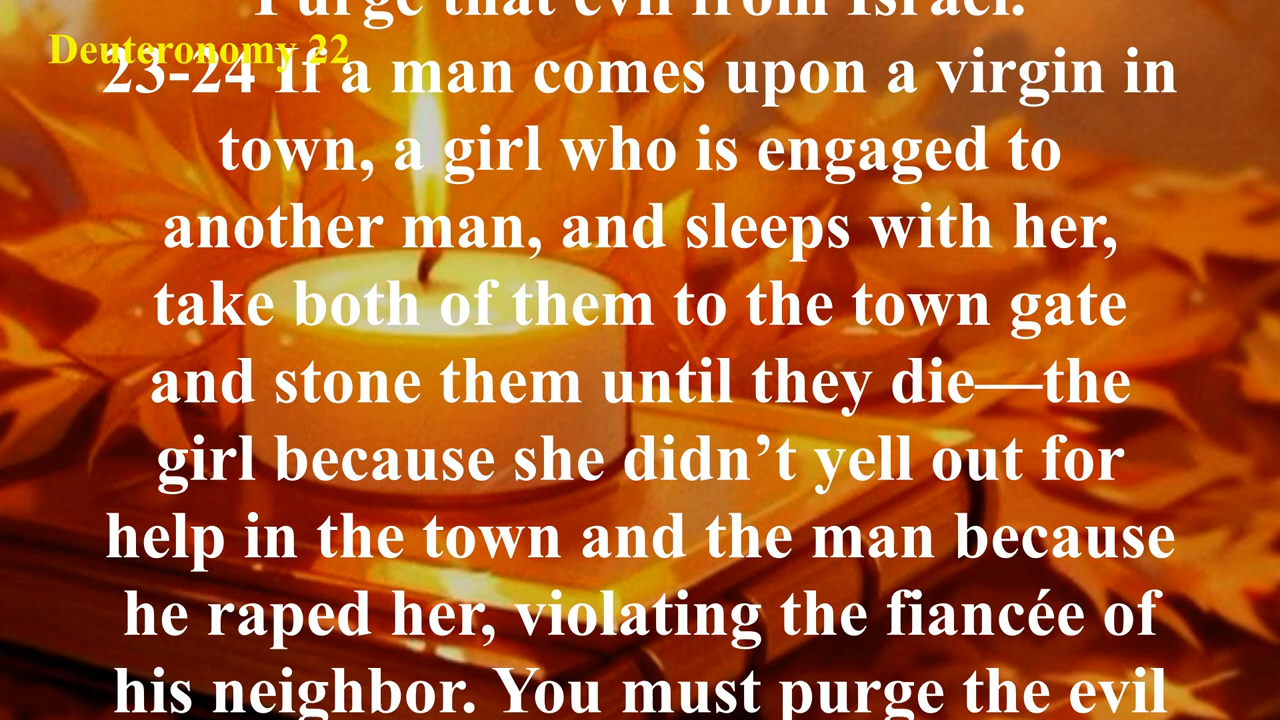 Purge that evil from Israel.
Deuteronomy 22
23-24 If a man comes upon a virgin in
town, a girl who is engaged to
another man, and sleeps with her,
take both of them to the town gate
and stone them until they die—the
girl because she didn’t yell out for
help in the town and the man because
he raped her, violating the fiancée of
his neighbor. You must purge the evil